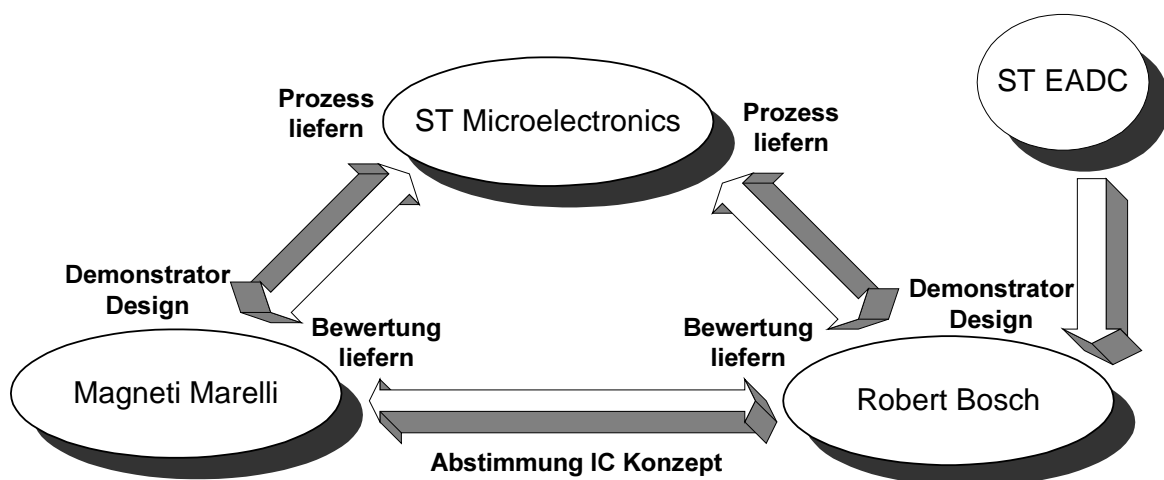 ST EADC
Prozess
liefern
ST Microelectronics
Prozess
liefern
Demonstrator
Design
Demonstrator
Design
Bewertung
liefern
Bewertung
liefern
Magneti Marelli
Robert Bosch
Abstimmung IC Konzept